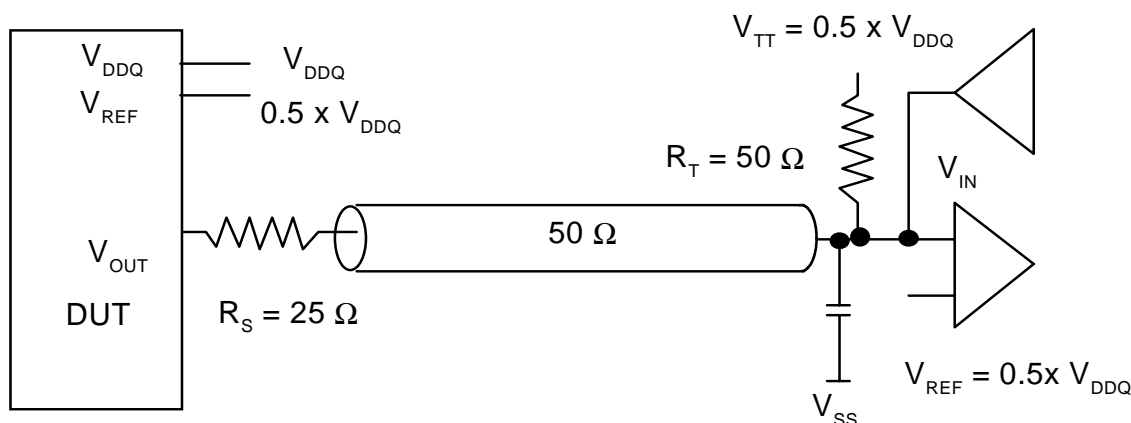 V_TT = 0.5 x V_DDQ
V_DDQ
V_DDQ
V_REF
0.5 x V_DDQ
R_T = 50 Ω
V_IN
50 Ω
V_OUT
DUT
R_S = 25 Ω
V_REF = 0.5x V_DDQ
V_SS